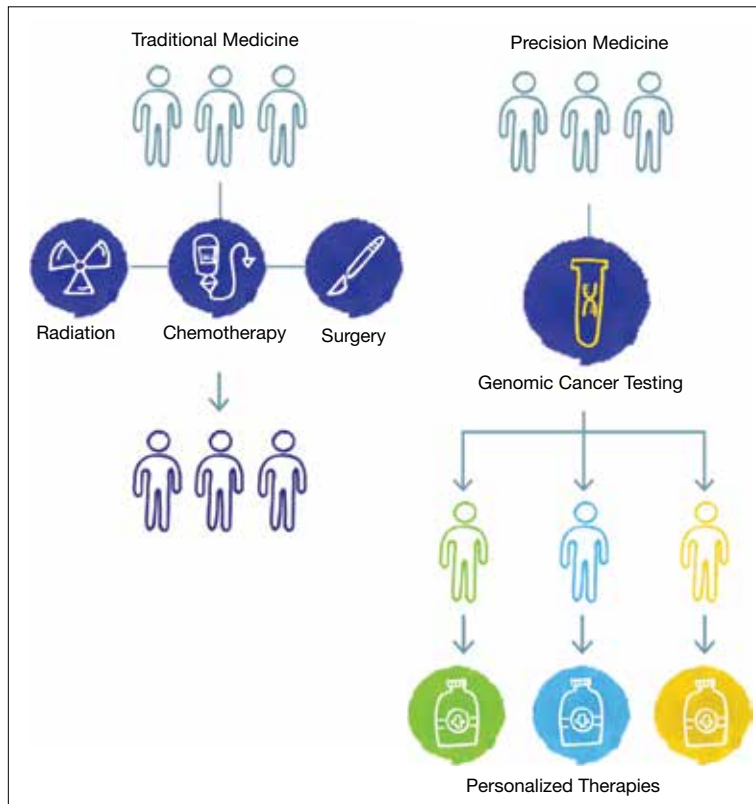 Traditional Medicine
Precision Medicine
Radiation
Chemotherapy
Surgery
Genomic Cancer Testing
Personalized Therapies